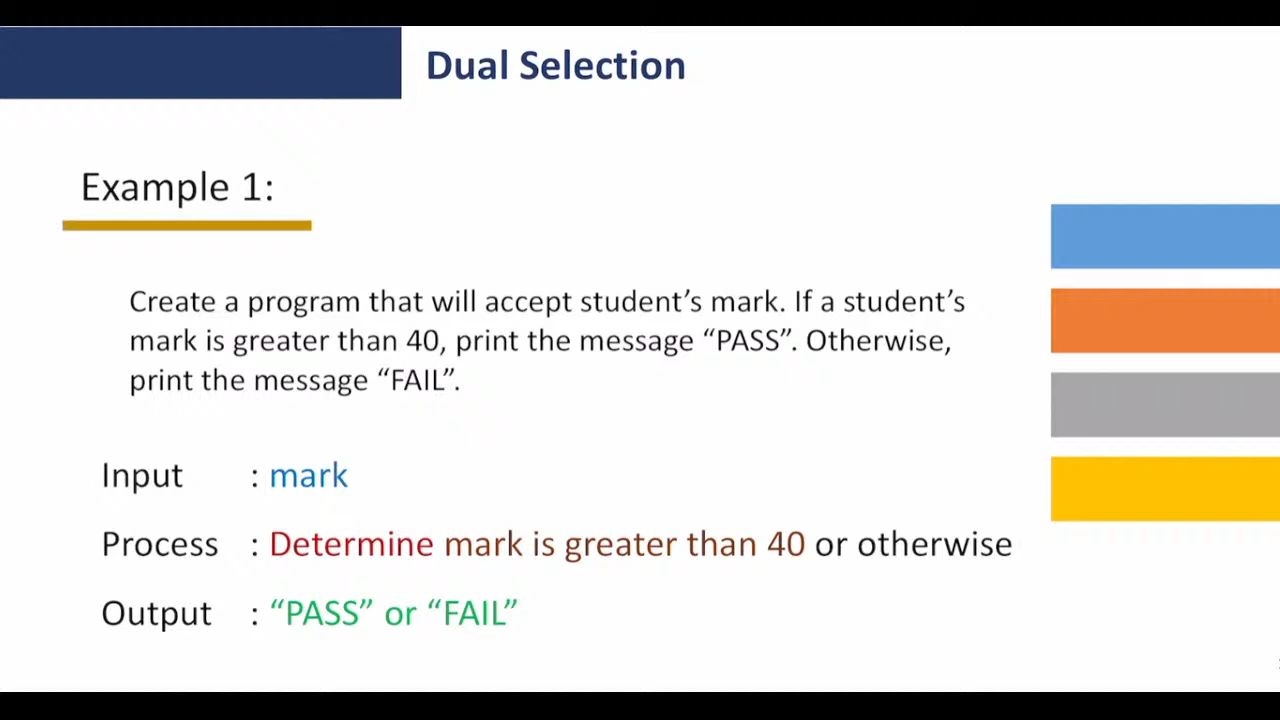 Dual Selection
Example 1:
Create a program that will accept student’s mark. If a student’s
mark is greater than 40, print the message “PASS”. Otherwise,
print the message “FAIL”.
Input : mark
Process : Determine mark is greater than 40 or otherwise
Output : “PASS” or “FAIL”